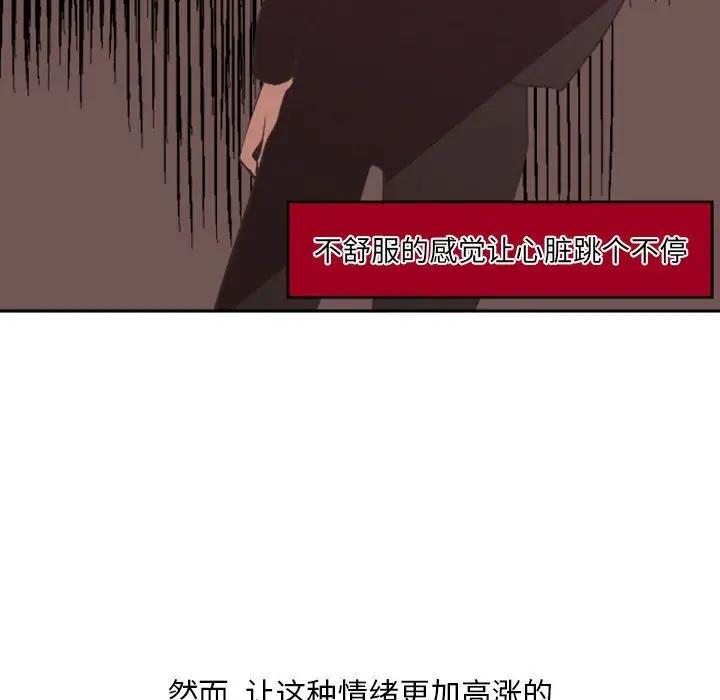 不舒服的感觉让心脏跳个不停
然而 让这种情绪更加高涨的